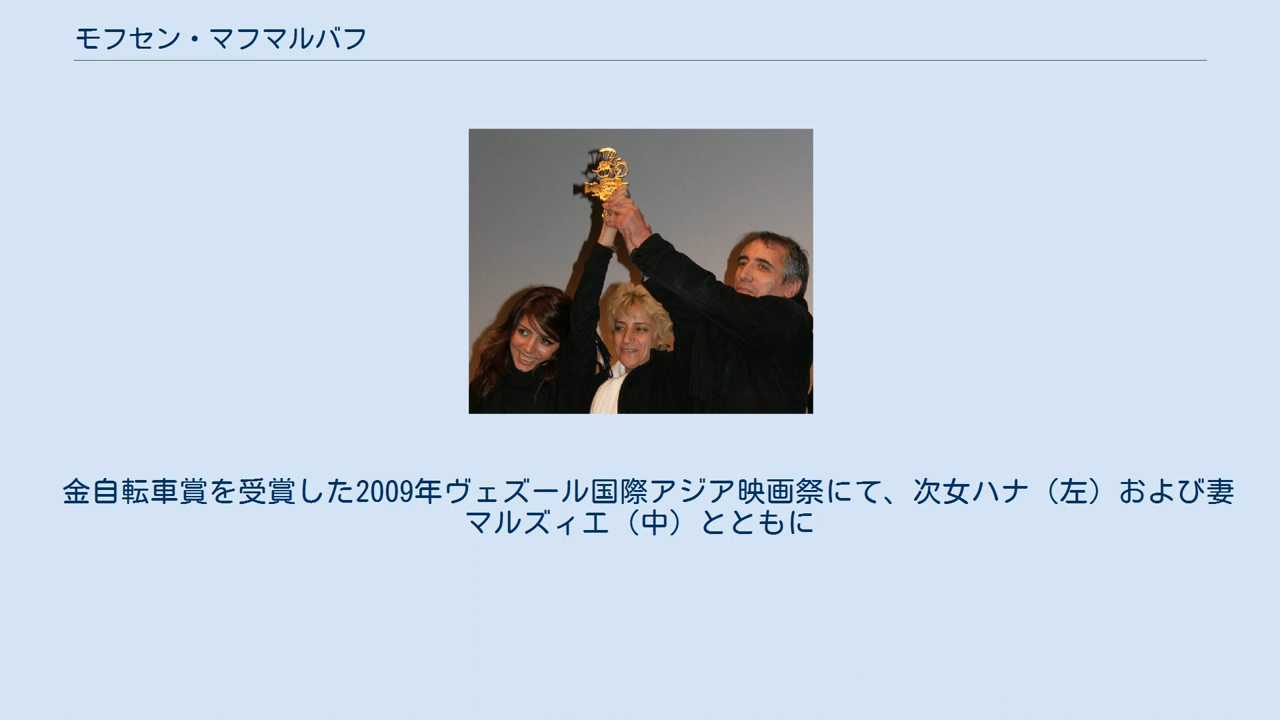 モフセン・マフマルバフ
金自転車賞を受賞した2009年ヴェズール国際アジア映画祭にて、次女ハナ（左）および妻
マルズィエ（中）とともに